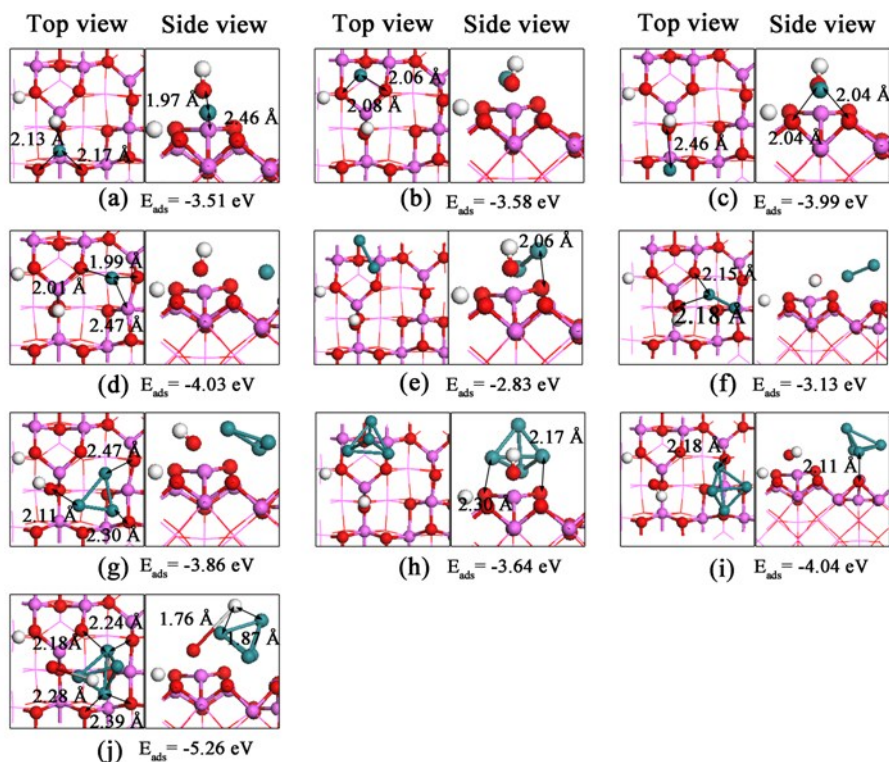 Top view Side view Top view Side view Top view Side view
1.97 Å
2.46 Å
2.13 Å
2.17 Å
2.06 Å
2.08 Å
2.46 Å
2.04 Å
2.04 Å
(a) Eads= -3.51 eV
(b) Eads= -3.58 eV
(c) Eads= -3.99 eV
1.99 Å
2.01 Å
2.47 Å
2.06 Å
2.15 Å
2.18 Å
(d) Eads= -4.03 eV
(e) Eads= -2.83 eV
(f) Eads= -3.13 eV
2.47 Å
2.11 Å
2.30 Å
2.17 Å
2.30 Å
2.18 Å
2.11 Å
(g) Eads= -3.86 eV
(h) Eads= -3.64 eV
(i) Eads= -4.04 eV
2.24 Å
2.18Å
2.28 Å
2.39 Å
1.76 Å
1.87 Å
(j) Eads= -5.26 eV